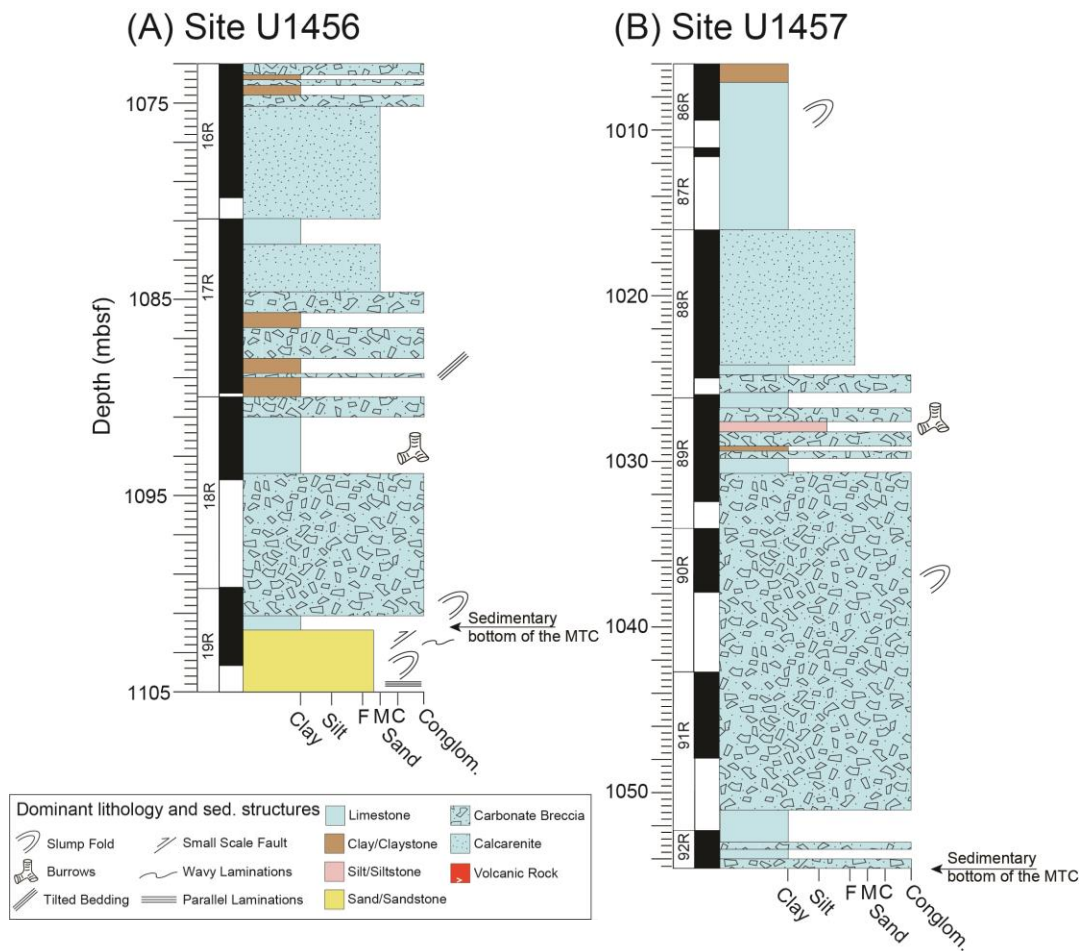 (A) Site U1456
(B) Site U1457
Depth (mbsf)
1075
1085
1095
1105
16R
17R
18R
19R
Sedimentary
bottom of the MTC
Clay
Silt
F M C
Sand
Conglom.
1010
1020
1030
1040
1050
86R
87R
88R
89R
90R
91R
92R
Sedimentary
bottom of the MTC
Clay
Silt
F M C
Sand
Conglom.
Dominant lithology and sed. structures
Slump Fold
Burrows
Tilted Bedding
Small Scale Fault
Wavy Laminations
Parallel Laminations
Limestone
Clay/Claystone
Silt/Siltstone
Sand/Sandstone
Carbonate Breccia
Calcarenite
Volcanic Rock